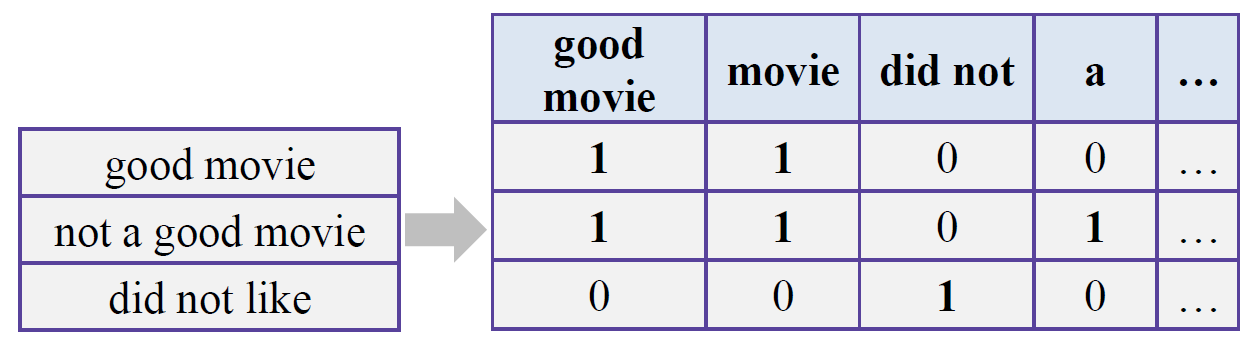 good movie
not a good movie
did not like
good
movie
movie
did not
a
...
1 1 0 0 ...
1 1 0 1 ...
0 0 1 0 ...